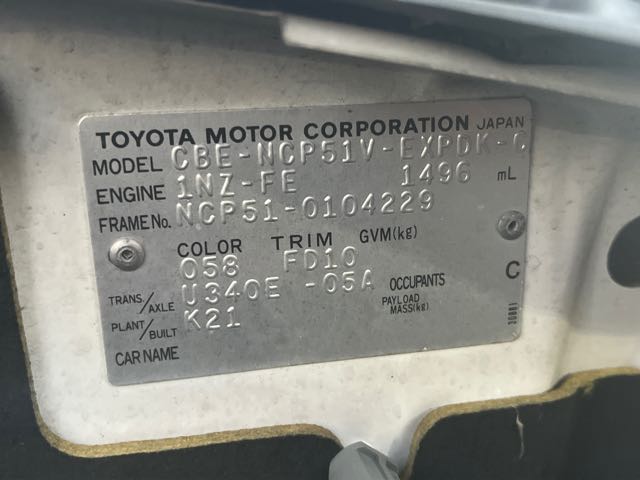 TOYOTA MOTOR CORPORATION JAPAN
MODEL CBE-NCP51V-EXPDK-C
ENGINE 1NZ-FE 1496 mL
FRAME No. NCP51-0104229
COLOR TRIM GVM(kg)
058 FD10
C
TRANS/AXLE U340E -05A OCCUPANTS
PAYLOAD MASS(kg)
PLANT/BUILT K21
CAR NAME